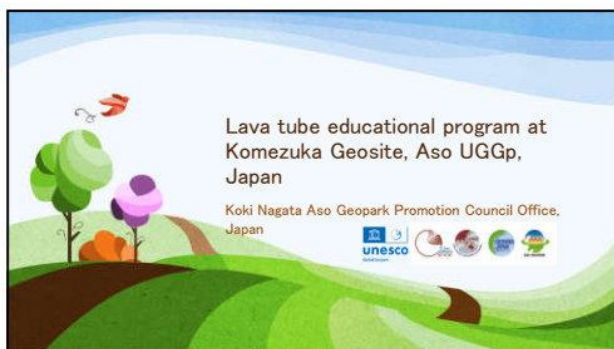 Lava tube educational program at
Komezuka Geosite, Aso UGGp,
Japan
Koki Nagata Aso Geopark Promotion Council Office,
Japan
unesco